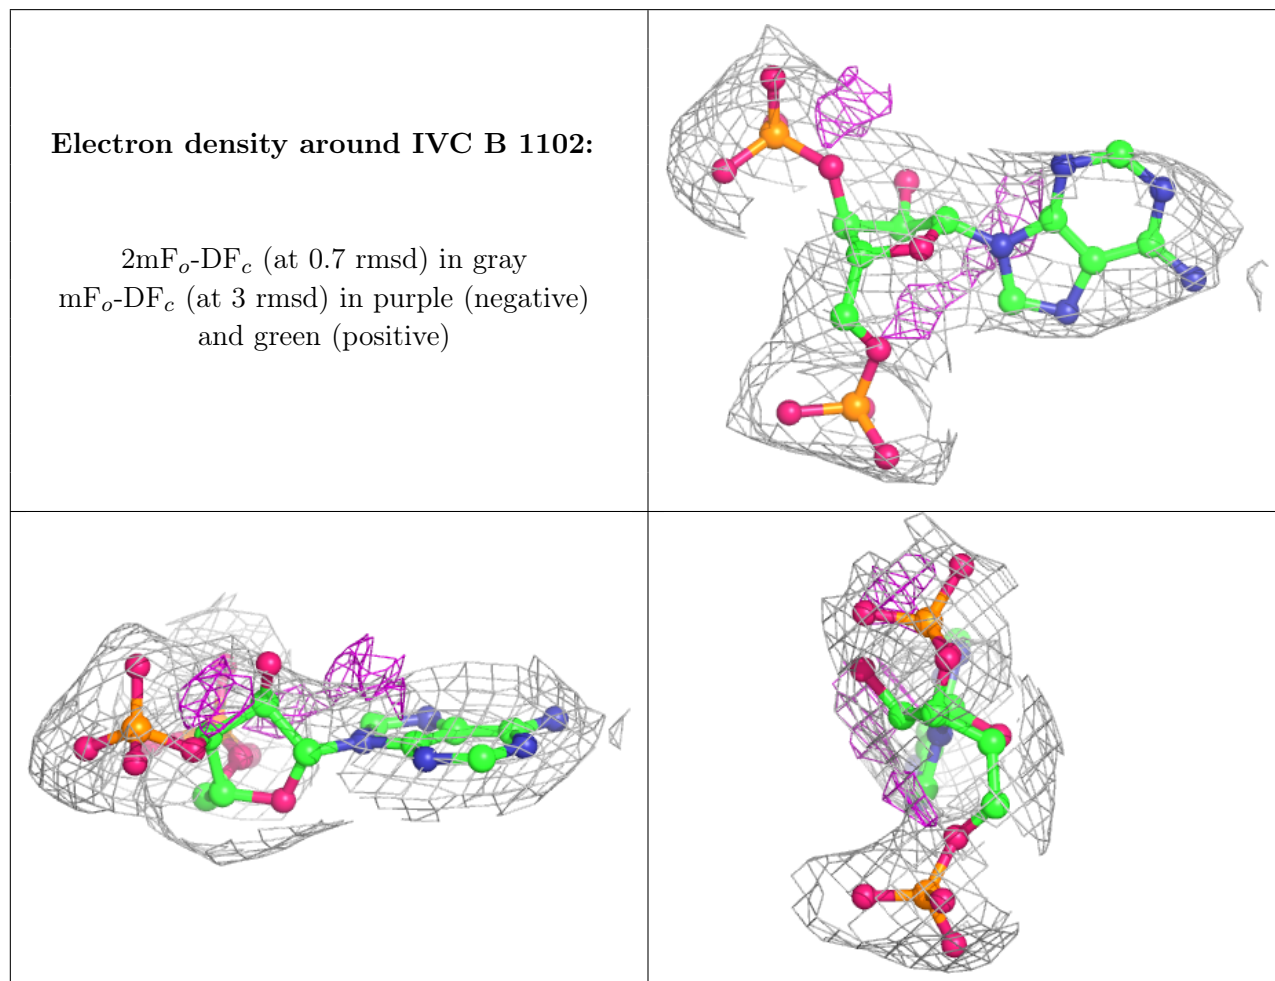 Electron density around IVC B 1102:
2mFo-DFc (at 0.7 rmsd) in gray
mFo-DFc (at 3 rmsd) in purple (negative)
and green (positive)